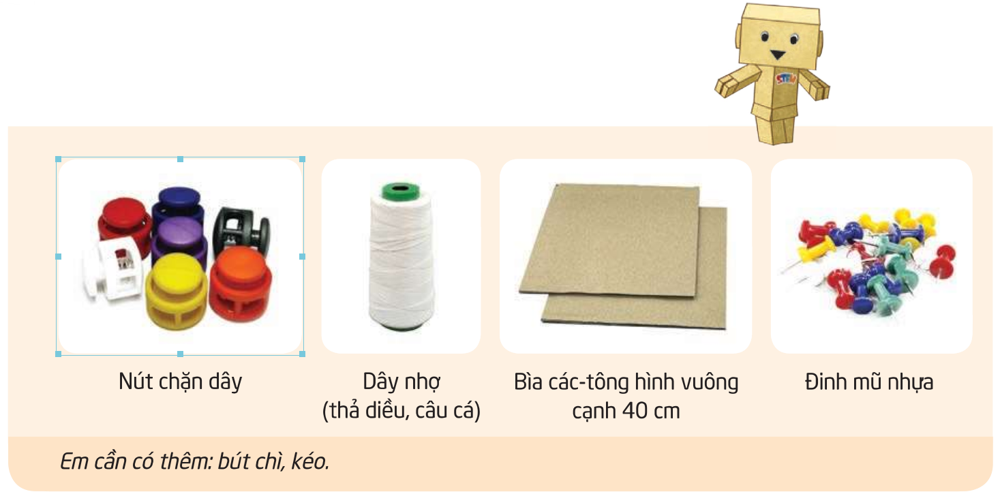 STEM
Nút chặn dây
Dây nhợ
(thả diều, câu cá)
Bìa các-tông hình vuông
cạnh 40 cm
Đinh mũ nhựa
Em cần có thêm: bút chì, kéo.